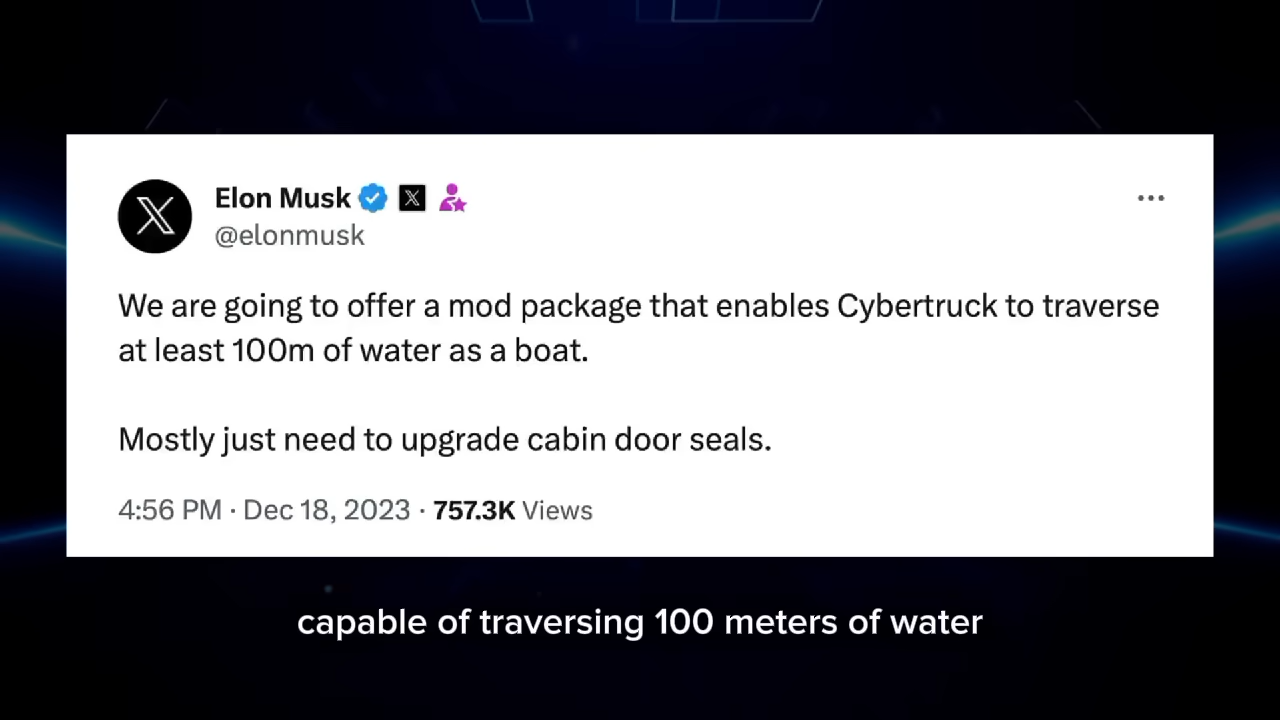 Elon Musk
@elonmusk
We are going to offer a mod package that enables Cybertruck to traverse
at least 100m of water as a boat.
Mostly just need to upgrade cabin door seals.
4:56 PM · Dec 18, 2023 · 757.3K Views
capable of traversing 100 meters of water